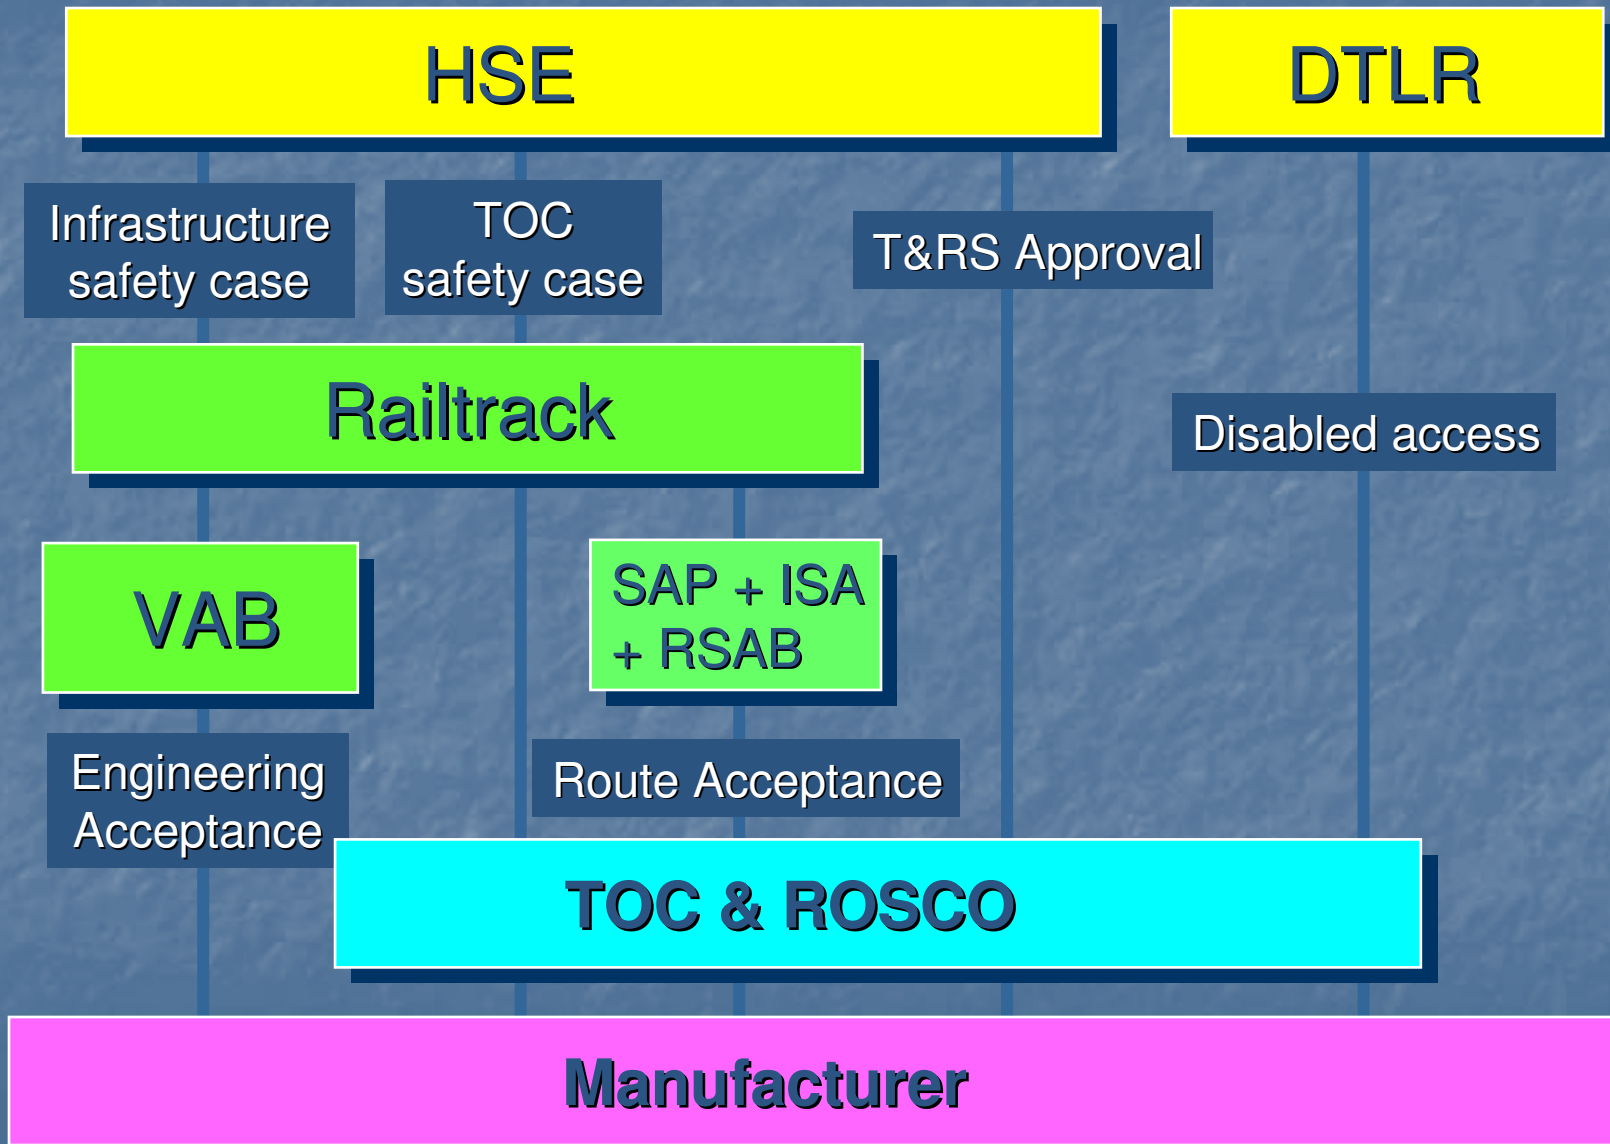 HSE
DTLR
Infrastructure
safety case
TOC
safety case
T&RS Approval
Railtrack
Disabled access
VAB
SAP + ISA
+ RSAB
Engineering
Acceptance
Route Acceptance
TOC & ROSCO
Manufacturer